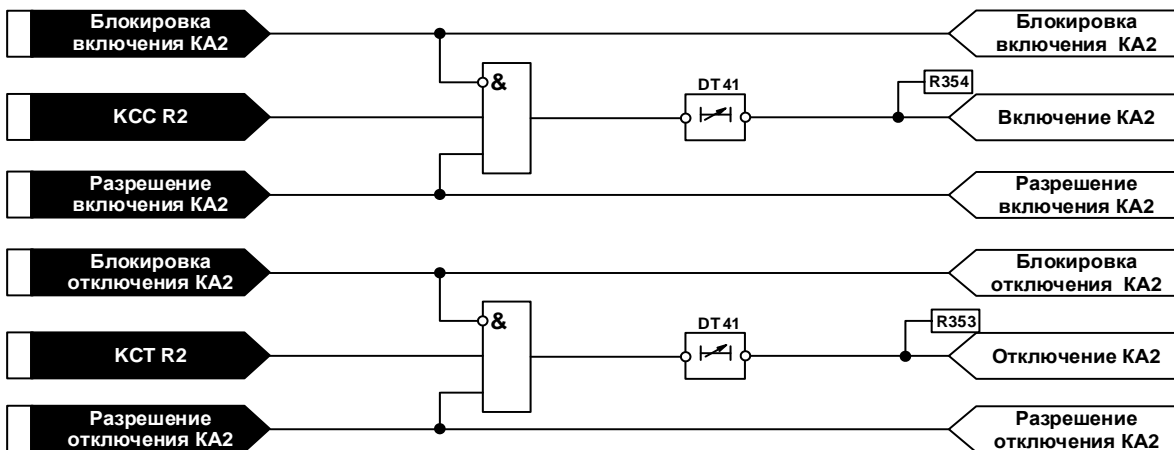 Блокировка
включения КА2
Блокировка
включения КА2
&
DT41
R354
KCC R2
Включение КА2
Разрешение
включения КА2
Разрешение
включения КА2
Блокировка
отключения КА2
Блокировка
отключения КА2
&
DT41
R353
KCT R2
Отключение КА2
Разрешение
отключения КА2
Разрешение
отключения КА2